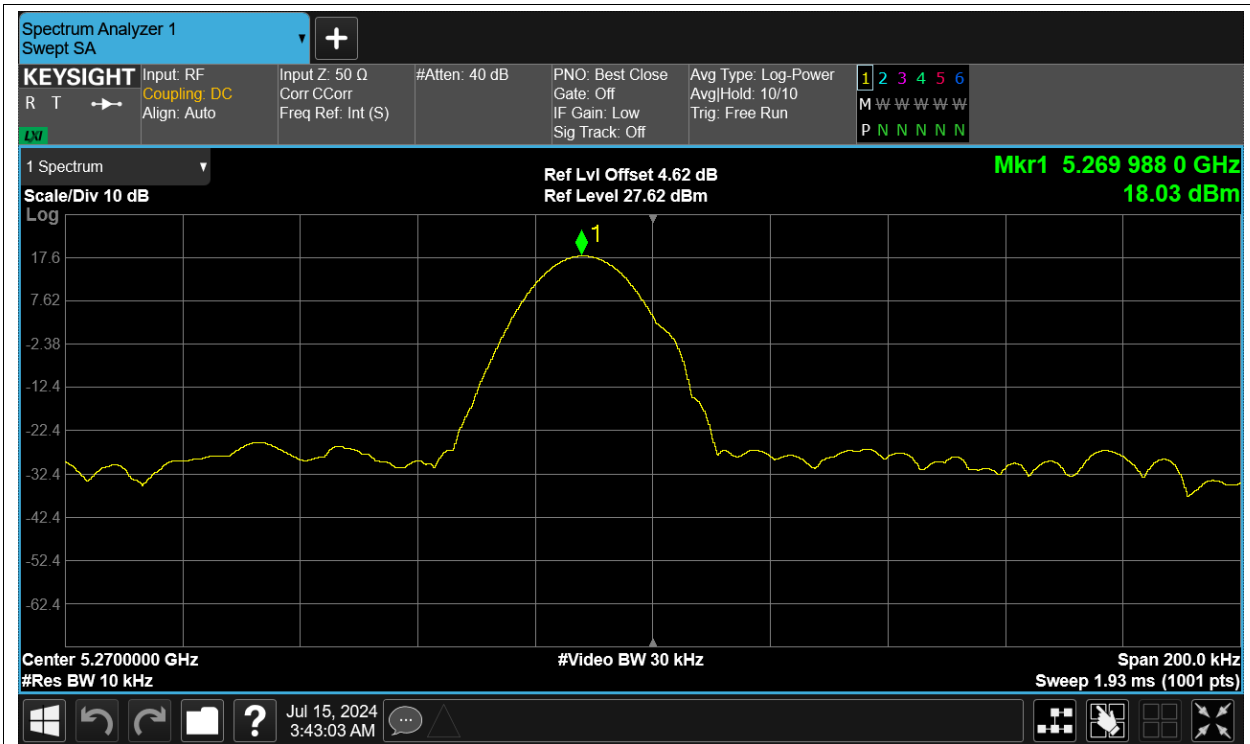 Spectrum Analyzer 1
Swept SA
+
KEYSIGHT
R T
LXI
Input: RF
Coupling: DC
Align: Auto
Input Z: 50 Ω
Corr CCorr
Freq Ref: Int (S)
#Atten: 40 dB
PNO: Best Close
Gate: Off
IF Gain: Low
Sig Track: Off
Avg Type: Log-Power
Avg|Hold: 10/10
Trig: Free Run
1 2 3 4 5 6
M W W W W W W
P N N N N N N
1 Spectrum
Scale/Div 10 dB
Log
Ref Lvl Offset 4.62 dB
Ref Level 27.62 dBm
Mkr1 5.269 988 0 GHz
18.03 dBm
1
17.6
7.62
-2.38
-12.4
-22.4
-32.4
-42.4
-52.4
-62.4
Center 5.2700000 GHz
#Video BW 30 kHz
Span 200.0 kHz
#Res BW 10 kHz
Sweep 1.93 ms (1001 pts)
?
Jul 15, 2024
3:43:03 AM